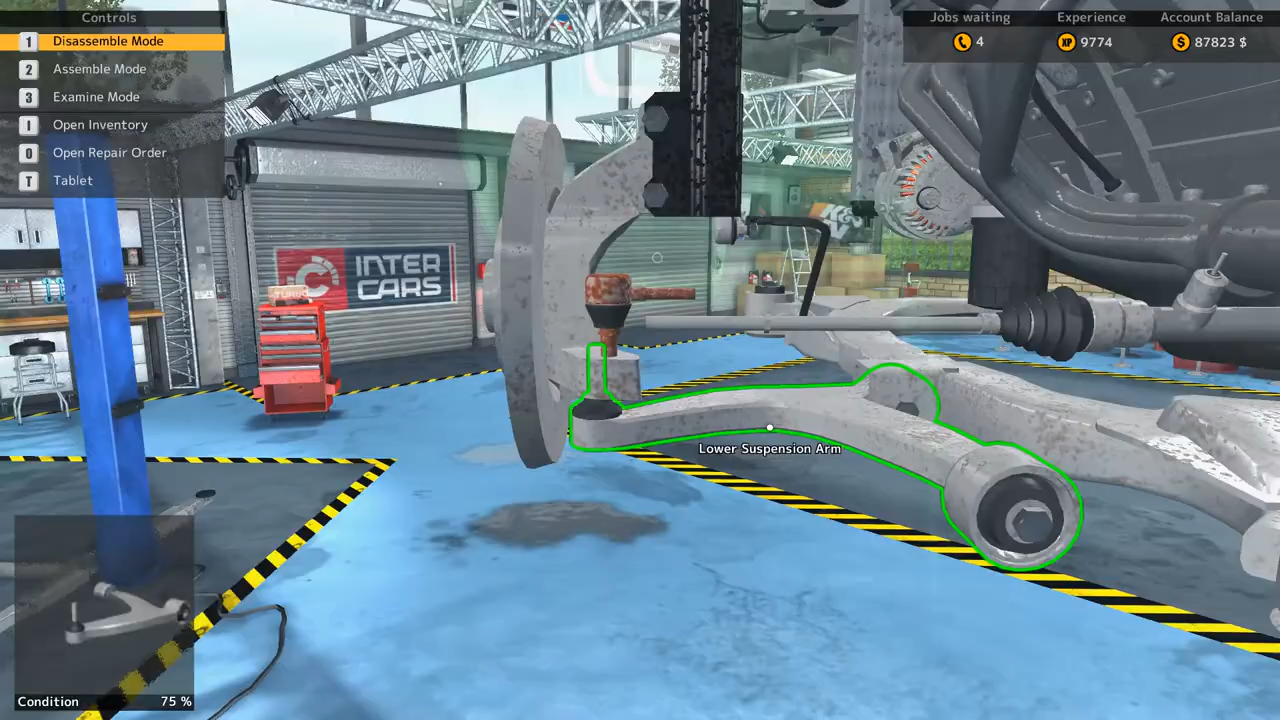 Controls
1 Disassemble Mode
2 Assemble Mode
3 Examine Mode
I Open Inventory
O Open Repair Order
T Tablet
Jobs waiting Experience Account Balance
4 XP 9774 $ 87823 $
INTER
CARS
TURBO
Lower Suspension Arm
Condition 75 %